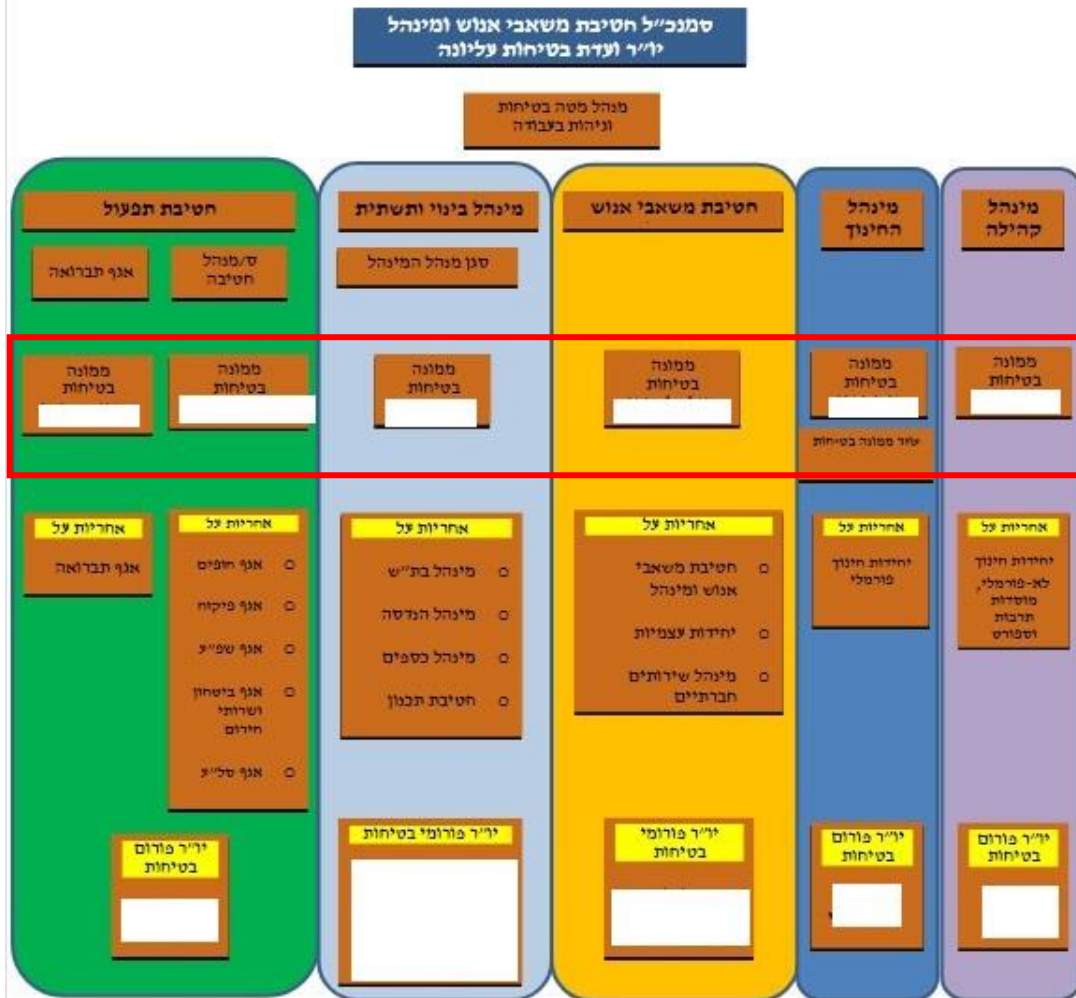 סמנכ״ל חטיבת משאבי אנוש ומינהל
יו״ר ועדת בטיחות עליונה
מנהל מטה בטיחות
וגיהות בעבודה
מינהל
קהילה
ממונה
בטיחות
אחריות על
יחידות חינוך
לא-פורמלי,
מוסדות
תרבות
וספורט
יו״ר פורום
בטיחות
מינהל
החינוך
ממונה
בטיחות
עוזר ממונה בטיחות
אחריות על
יחידות חינוך
פורמלי
יו״ר פורום
בטיחות
חטיבת משאבי אנוש
ממונה
בטיחות
אחריות על
o חטיבת משאבי
אנוש ומינהל
o יחידות עצמיות
o מינהל שירותים
חברתיים
יו״ר פורומי
בטיחות
מינהל בינוי ותשתית
סגן מנהל המינהל
ממונה
בטיחות
אחריות על
o מינהל בת״ש
o מינהל הנדסה
o מינהל כספים
o חטיבת תכנון
יו״ר פורומי בטיחות
חטיבת תפעול
ס/מנהל
חטיבה
ממונה
בטיחות
אחריות על
o אגף חופים
o אגף פיקוח
o אגף שפ״ע
o אגף ביטחון
ושרותי
חירום
o אגף סל״ע
אגף תברואה
ממונה
בטיחות
אחריות על
אגף תברואה
יו״ר פורום
בטיחות